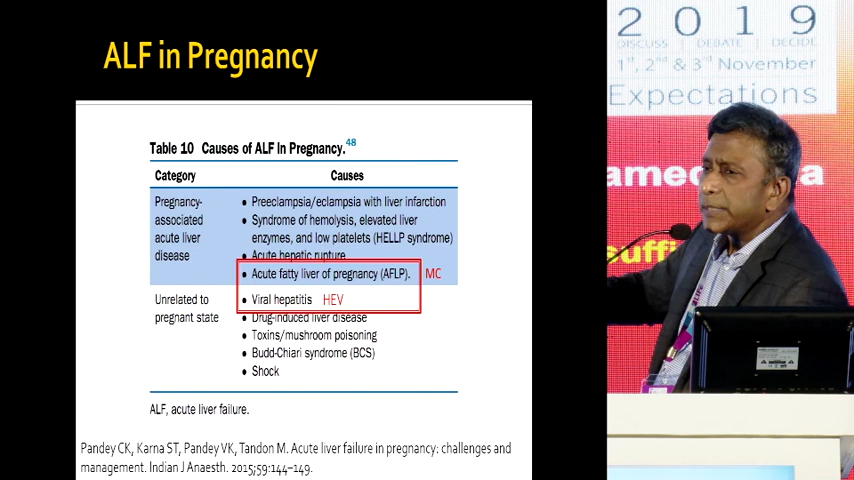 ALF in Pregnancy
Table 10 Causes of ALF in Pregnancy.48
Category Causes
Pregnancy-
associated
acute liver
disease
• Preeclampsia/eclampsia with liver infarction
• Syndrome of hemolysis, elevated liver
enzymes, and low platelets (HELLP syndrome)
• Acute hepatic rupture
• Acute fatty liver of pregnancy (AFLP). MC
Unrelated to
pregnant state
• Viral hepatitis HEV
• Drug-induced liver disease
• Toxins/mushroom poisoning
• Budd-Chiari syndrome (BCS)
• Shock
ALF, acute liver failure.
Pandey CK, Karna ST, Pandey VK, Tandon M. Acute liver failure in pregnancy: challenges and
management. Indian J Anaesth. 2015;59:144–149.
2019
DISCUSS | DEBATE | DECIDE
1st, 2nd & 3rd November
Expectations